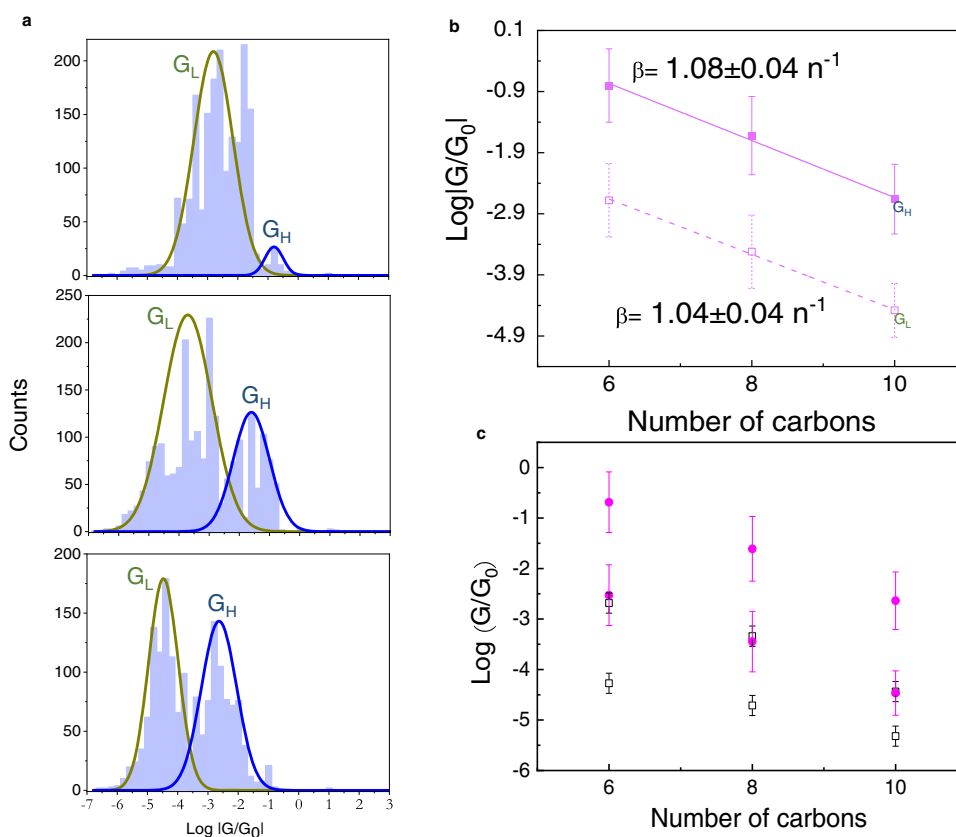 a
Counts
200
150
100
50
0
G_L
G_H
250
200
150
100
50
0
G_L
G_H
200
150
100
50
0
G_L
G_H
-7 -6 -5 -4 -3 -2 -1 0 1 2 3
Log |G/G₀|
b
Log|G/G₀|
0.1
-0.9
-1.9
-2.9
-3.9
-4.9
β= 1.08±0.04 n⁻¹
G_H
β= 1.04±0.04 n⁻¹
G_L
6 8 10
Number of carbons
c
Log (G/G₀)
0
-1
-2
-3
-4
-5
-6
6 8 10
Number of carbons